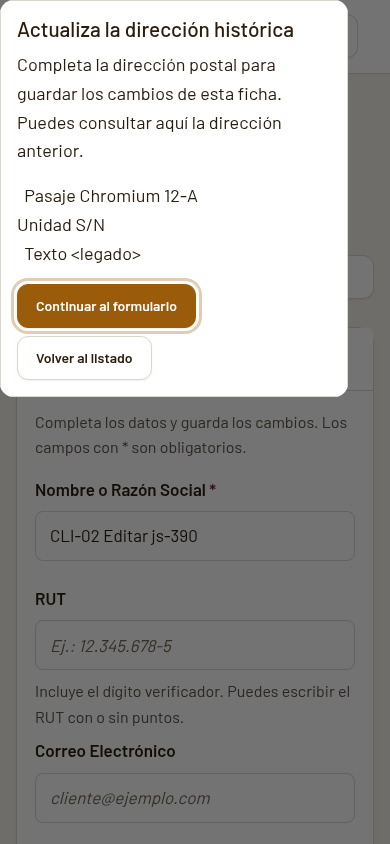 Actualiza la dirección histórica
Completa la dirección postal para
guardar los cambios de esta ficha.
Puedes consultar aquí la dirección
anterior.
Pasaje Chromium 12-A
Unidad S/N
Texto <legado>
Continuar al formulario
Volver al listado
Completa los datos y guarda los cambios. Los
campos con * son obligatorios.
Nombre o Razón Social *
CLI-02 Editar js-390
RUT
Ej.: 12.345.678-5
Incluye el dígito verificador. Puedes escribir el
RUT con o sin puntos.
Correo Electrónico
cliente@ejemplo.com